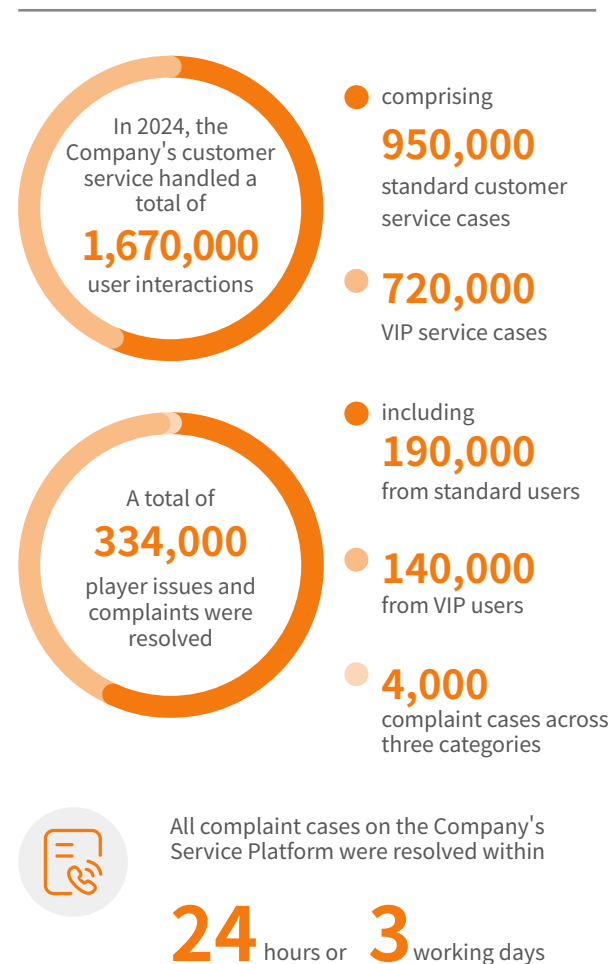 In 2024, the
Company's customer
service handled a
total of
1,670,000
user interactions
comprising
950,000
standard customer
service cases
720,000
VIP service cases
A total of
334,000
player issues and
complaints were
resolved
including
190,000
from standard users
140,000
from VIP users
4,000
complaint cases across
three categories
All complaint cases on the Company's
Service Platform were resolved within
24 hours or 3 working days